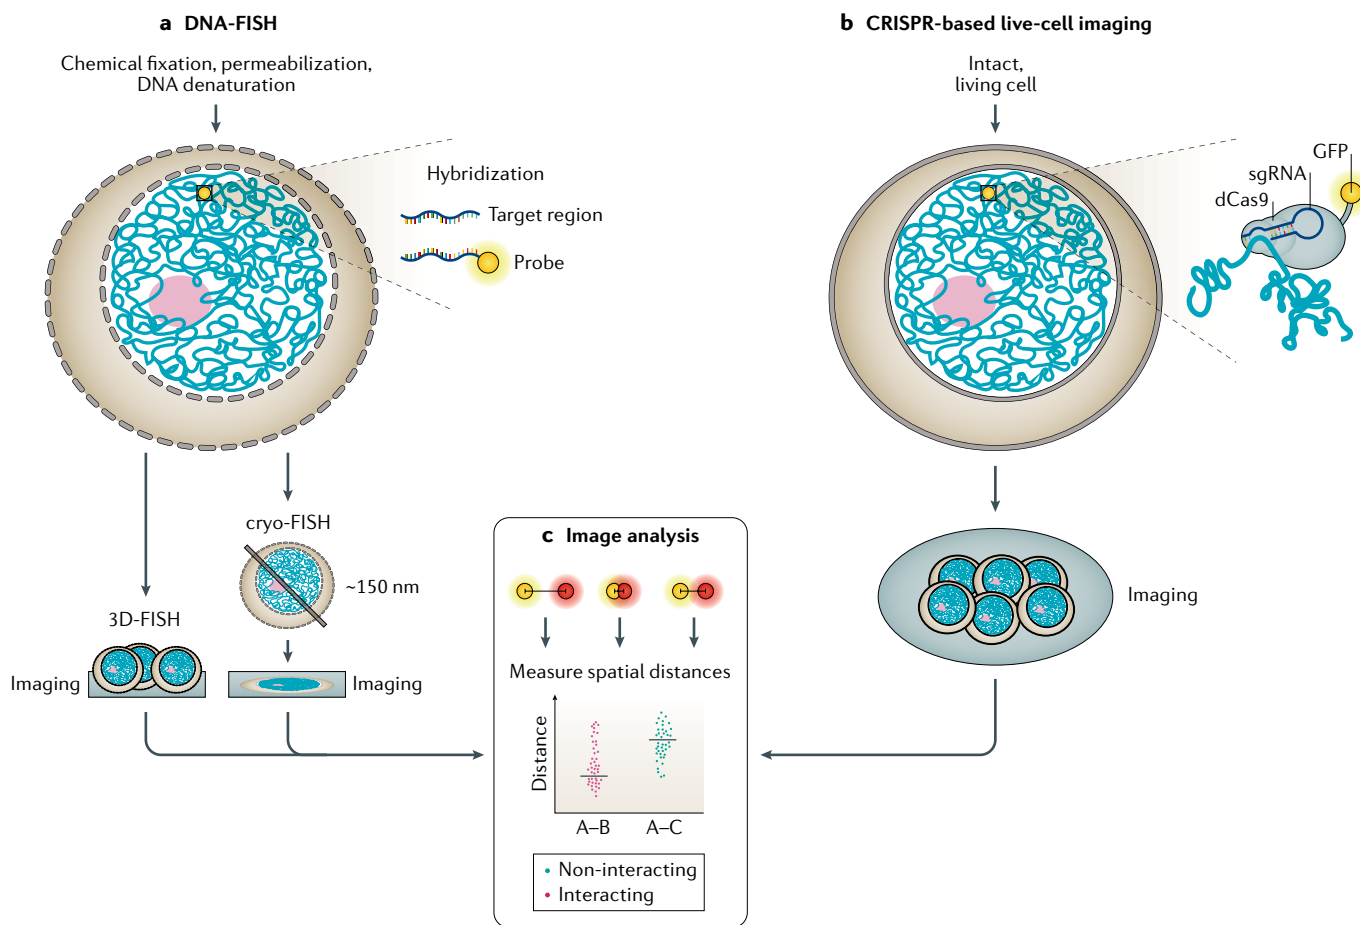 a DNA-FISH
Chemical fixation, permeabilization,
DNA denaturation
Hybridization
Target region
Probe
cryo-FISH
~150 nm
3D-FISH
Imaging
Imaging
b CRISPR-based live-cell imaging
Intact,
living cell
GFP
sgRNA
dCas9
Imaging
c Image analysis
Measure spatial distances
Distance
A–B A–C
Non-interacting
Interacting